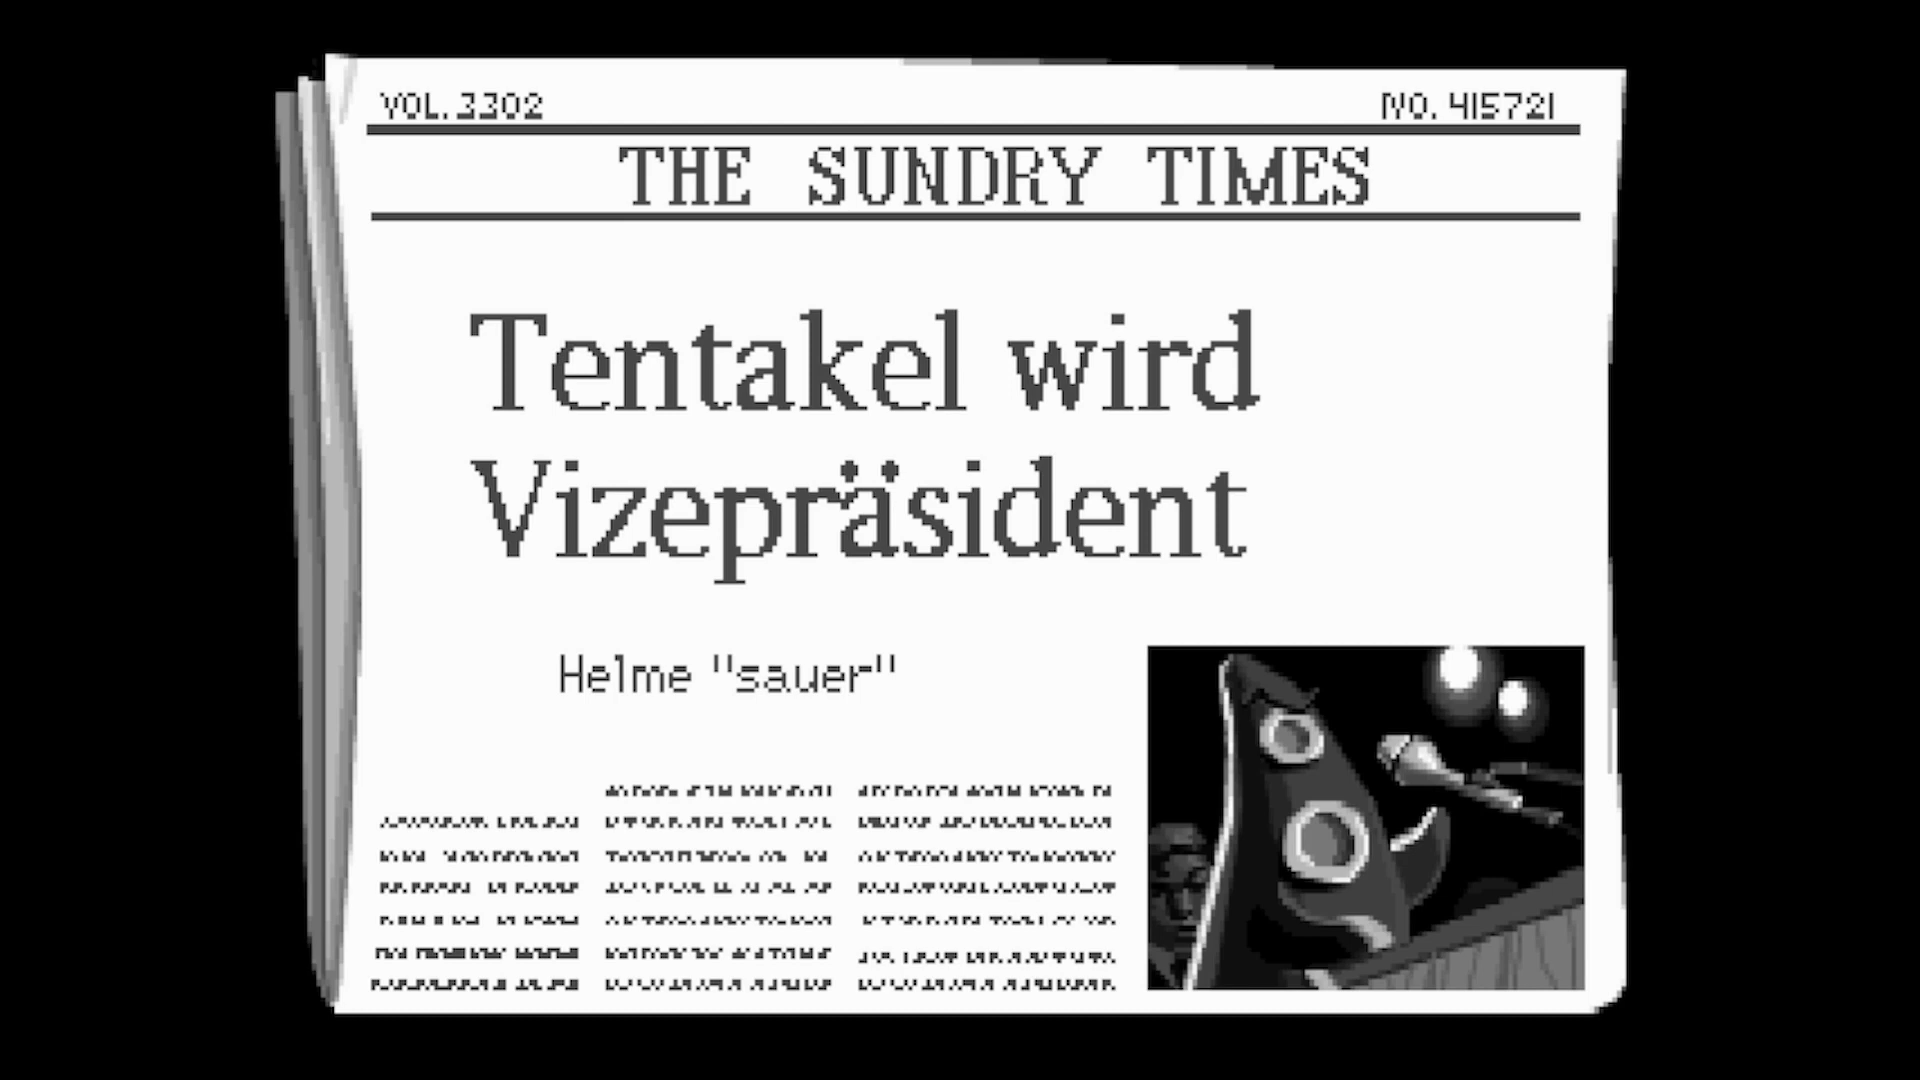 VOL. 3302
NO. 415721
THE SUNDRY TIMES
Tentakel wird
Vizepräsident
Helme "sauer"